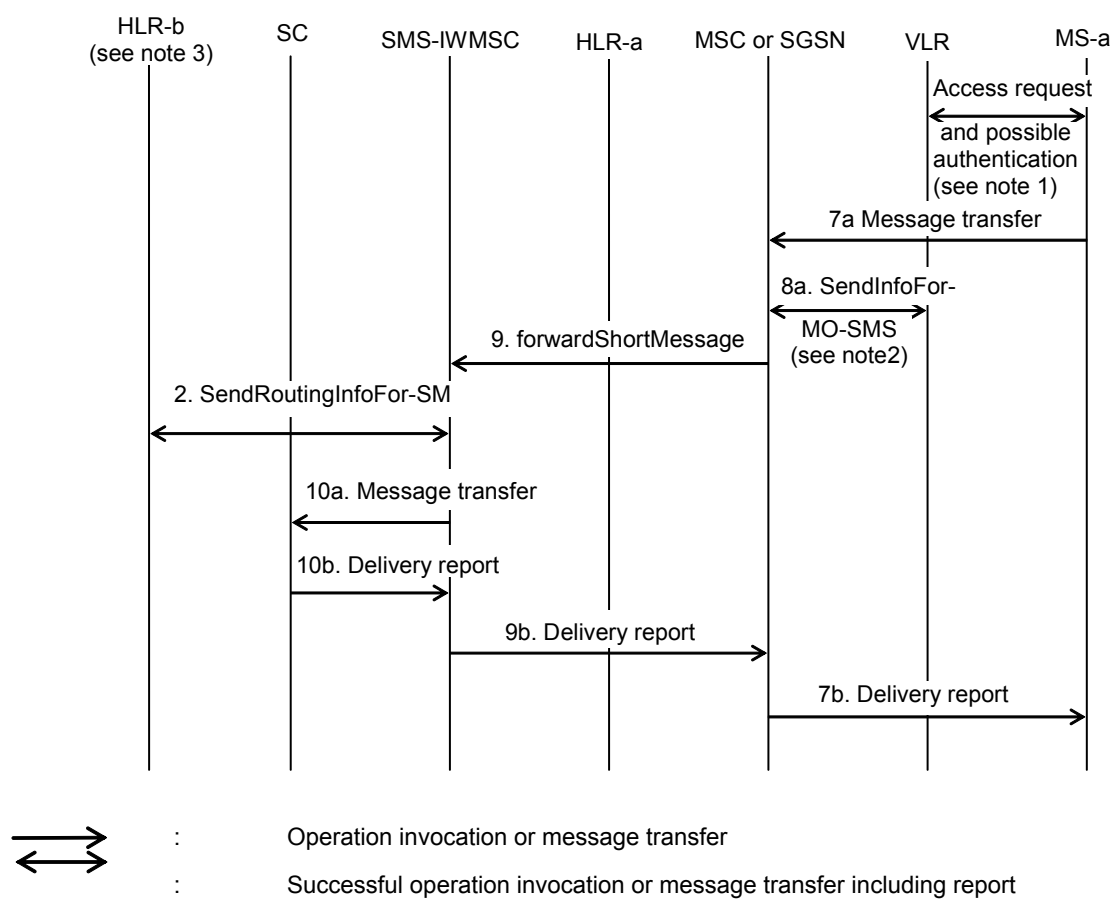 HLR-b
(see note 3)
SC
SMS-IWMSC
HLR-a
MSC or SGSN
VLR
MS-a
Access request
and possible
authentication
(see note 1)
7a Message transfer
8a. SendInfoFor-
MO-SMS
(see note2)
9. forwardShortMessage
2. SendRoutingInfoFor-SM
10a. Message transfer
10b. Delivery report
9b. Delivery report
7b. Delivery report
: Operation invocation or message transfer
: Successful operation invocation or message transfer including report